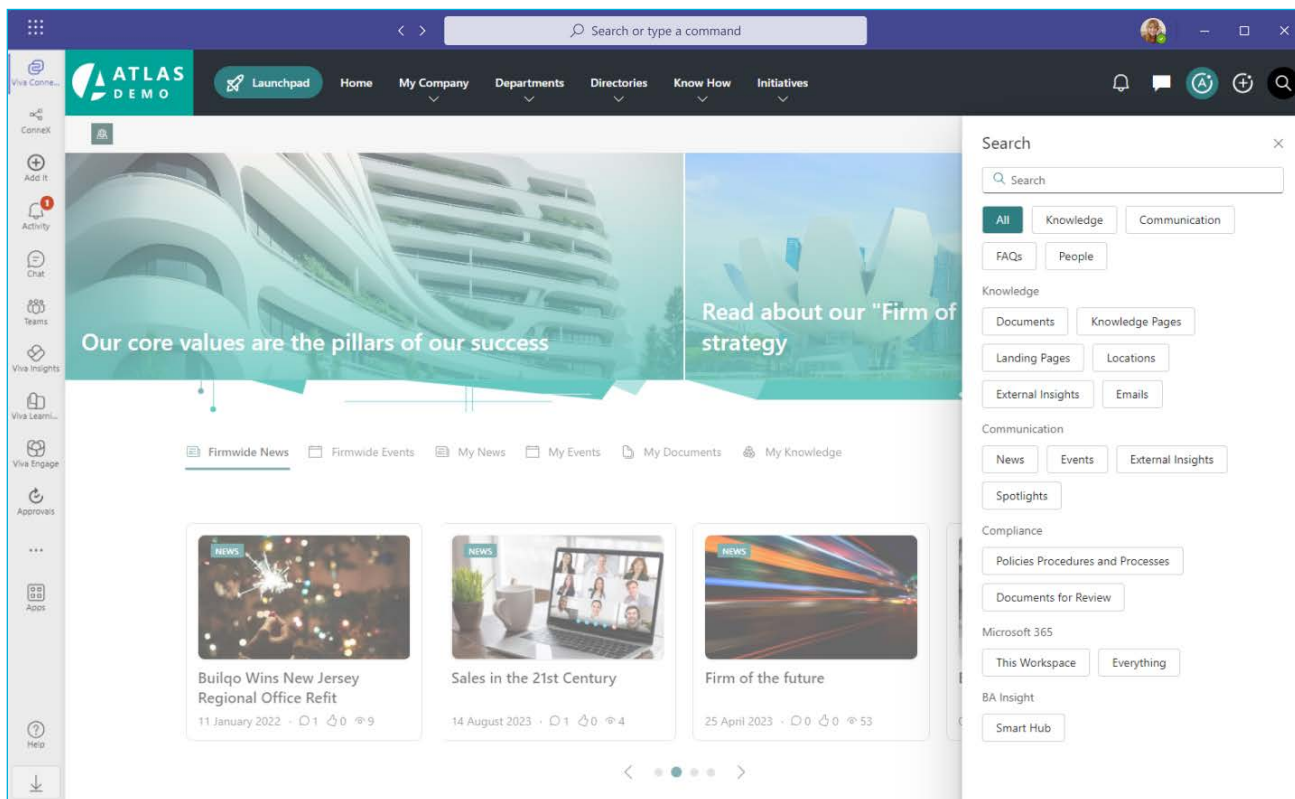 Search or type a command
Viva Conne...
ConneX
Add It
1
Activity
Chat
Teams
Viva Insights
Viva Learni...
Viva Engage
Approvals
Apps
Help
ATLAS
DEMO
Launchpad
Home
My Company
Departments
Directories
Know How
Initiatives
Our core values are the pillars of our success
Read about our "Firm of
strategy
Firmwide News
Firmwide Events
My News
My Events
My Documents
My Knowledge
NEWS
Builqo Wins New Jersey
Regional Office Refit
11 January 2022 · 1 0 9
NEWS
Sales in the 21st Century
14 August 2023 · 1 0 4
NEWS
Firm of the future
25 April 2023 · 0 0 53
Search
Search
All
Knowledge
Communication
FAQs
People
Knowledge
Documents
Knowledge Pages
Landing Pages
Locations
External Insights
Emails
Communication
News
Events
External Insights
Spotlights
Compliance
Policies Procedures and Processes
Documents for Review
Microsoft 365
This Workspace
Everything
BA Insight
Smart Hub